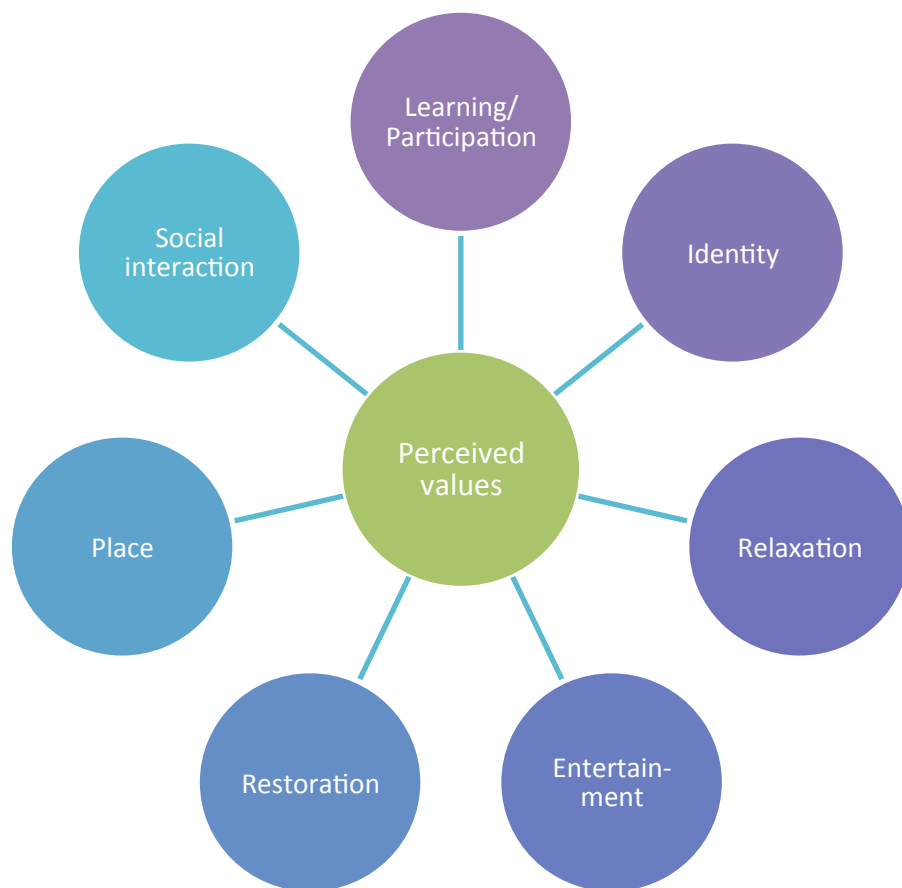 Learning/
Participation
Identity
Relaxation
Entertain-
ment
Restoration
Place
Social
interaction
Perceived
values